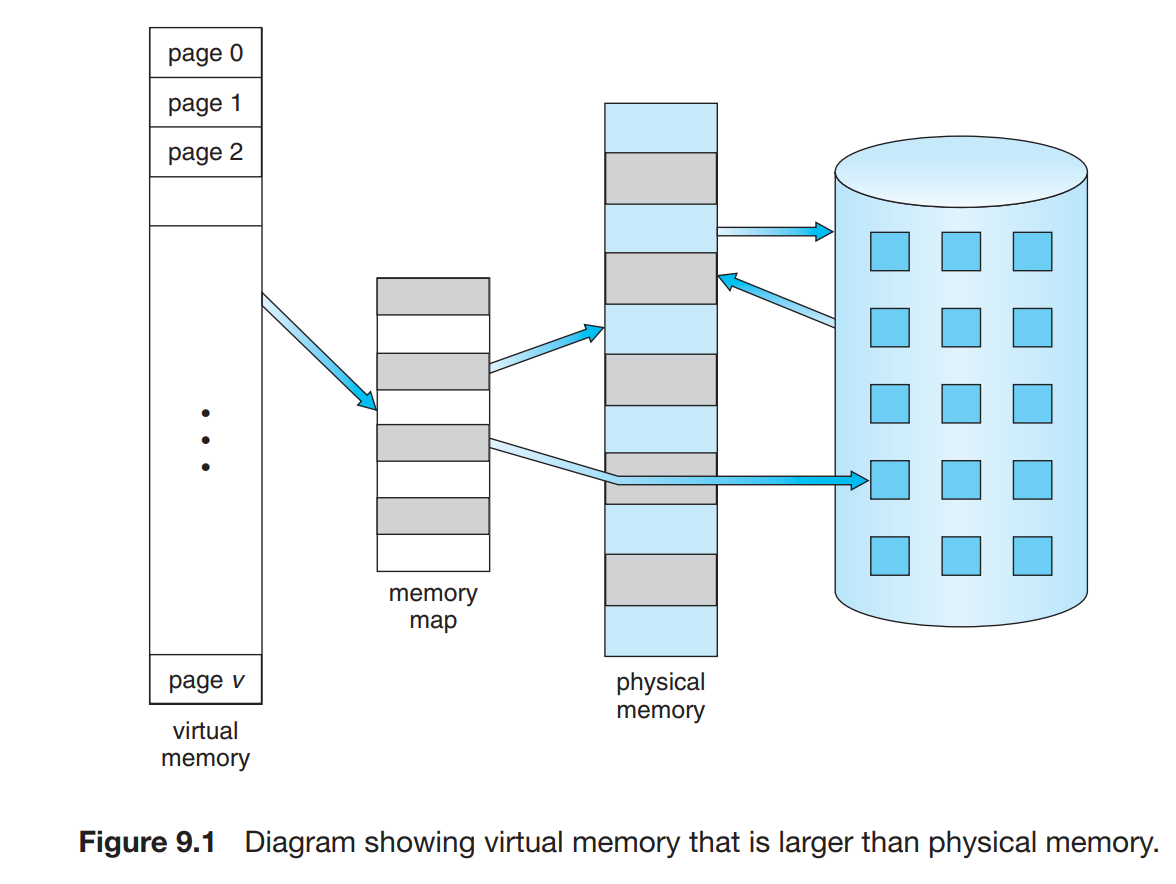 page 0
page 1
page 2
page v
virtual
memory
memory
map
physical
memory
Figure 9.1 Diagram showing virtual memory that is larger than physical memory.